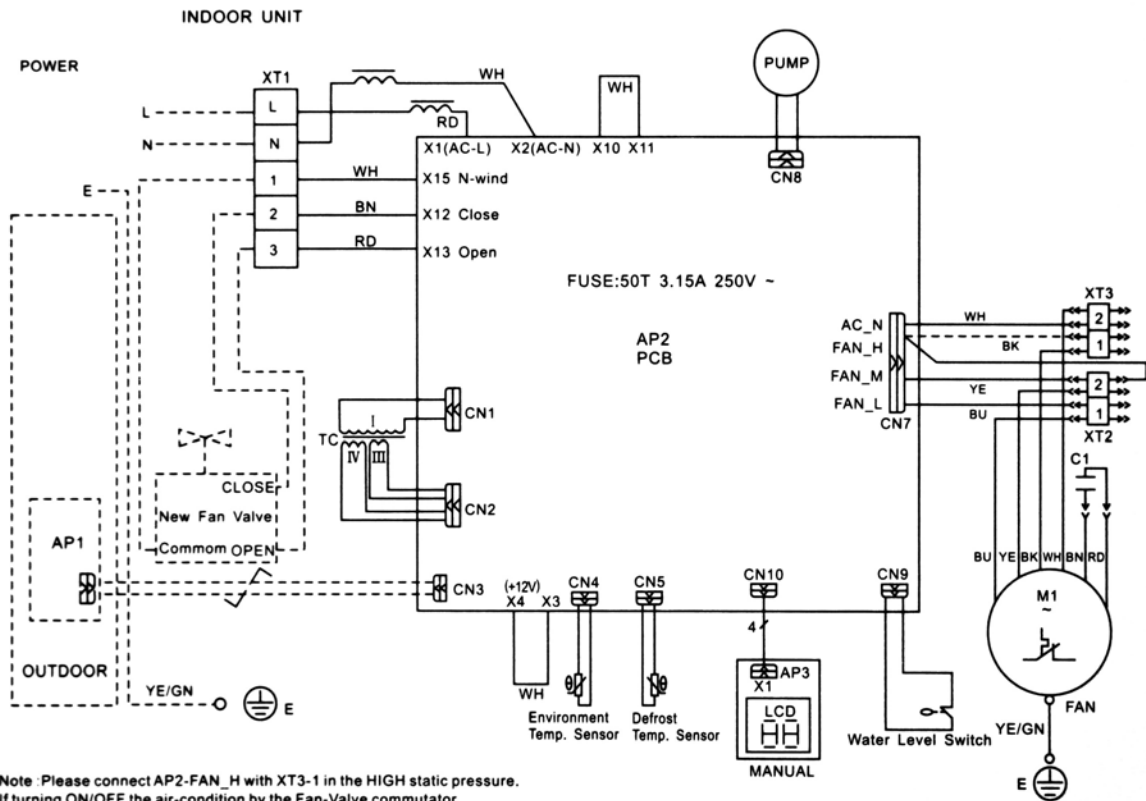 INDOOR UNIT
POWER
XT1
WH
PUMP
L
L
RD
N
N
X1(AC-L)
X2(AC-N)
X10
X11
WH
CN8
E
1
WH
X15 N-wind
2
BN
X12 Close
3
RD
X13 Open
FUSE:50T 3.15A 250V ~
AP2
PCB
XT3
AC_N
WH
2
FAN_H
BK
1
FAN_M
YE
2
FAN_L
BU
1
CN7
XT2
CN1
TC
I
IV
III
CN2
C1
CLOSE
New Fan Valve
Commom OPEN
AP1
CN3
(+12V)
X4
X3
CN4
CN5
CN10
CN9
BU
YE
BK
WH
BN
RD
M1
~
4
AP3
X1
LCD
MANUAL
OUTDOOR
YE/GN
E
WH
θ
Environment
Temp. Sensor
θ
Defrost
Temp. Sensor
Water Level Switch
FAN
YE/GN
E
Note :Please connect AP2-FAN_H with XT3-1 in the HIGH static pressure.
If turning ON/OFF the air-condition by the Fan-Valve commutator